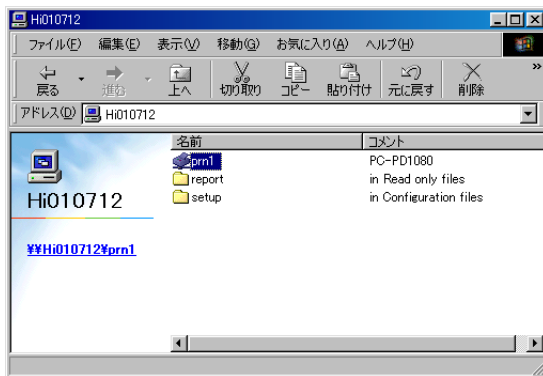 Hi010712
ファイル(F) 編集(E) 表示(V) 移動(G) お気に入り(A) ヘルプ(H)
戻る 進む 上へ 切り取り コピー 貼り付け 元に戻す 削除 »
アドレス(D) Hi010712
名前 コメント
prn1 PC-PD1080
report in Read only files
setup in Configuration files
Hi010712
¥¥Hi010712¥prn1